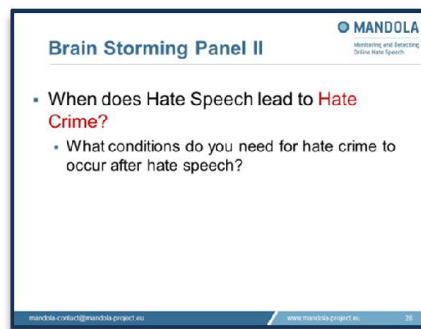 MANDOLA
Monitoring and Detecting
Online Hate Speech
Brain Storming Panel II
▪ When does Hate Speech lead to Hate
Crime?
▪ What conditions do you need for hate crime to
occur after hate speech?
mandola-contact@mandola-project.eu
www.mandola-project.eu
26